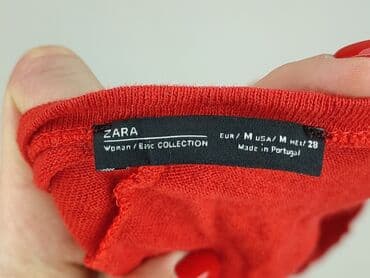 ZARA
Woman / Basic COLLECTION
EUR / M USA / M MEX / 28
Made in Portugal